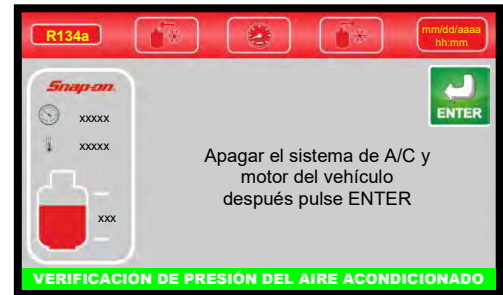 R134a
mm/dd/aaaa
hh:mm
Snap-on
ENTER
xxxxx
xxxxx
Apagar el sistema de A/C y
motor del vehículo
después pulse ENTER
xxx
VERIFICACIÓN DE PRESIÓN DEL AIRE ACONDICIONADO